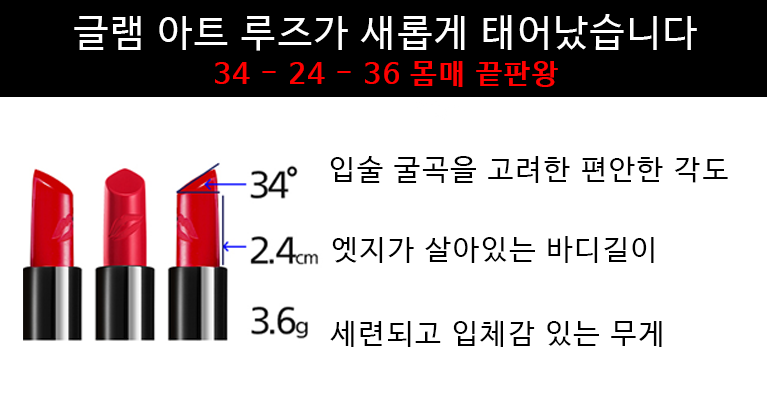 글램 아트 루즈가 새롭게 태어났습니다
34 - 24 - 36 몸매 끝판왕
34° 입술 굴곡을 고려한 편안한 각도
2.4cm 엣지가 살아있는 바디길이
3.6g 세련되고 입체감 있는 무게